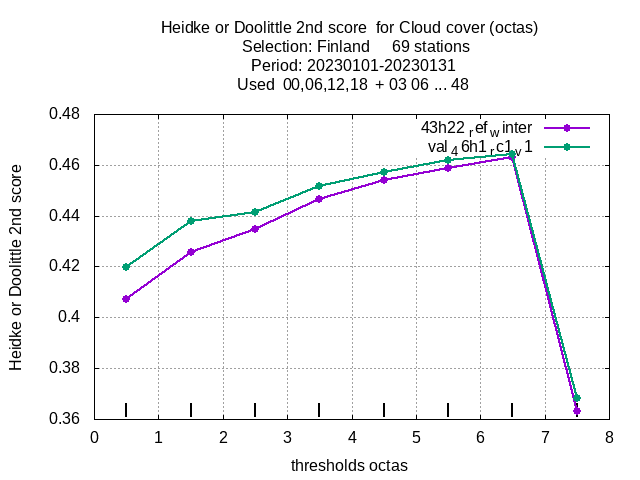 Heidke or Doolittle 2nd score  for Cloud cover (octas)
Selection: Finland     69 stations
Period: 20230101-20230131
Used  00,06,12,18  + 03 06 ... 48
43h22 ref winter
val 46h1 rc1 v1
0.48
0.46
0.44
0.42
0.4
0.38
0.36
Heidke or Doolittle 2nd score
0 1 2 3 4 5 6 7 8
thresholds octas